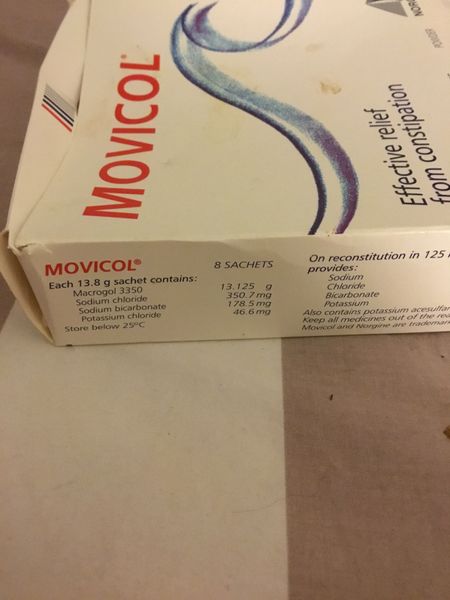 MOVICOL®
Effective relief
from constipation
MOVICOL®
8 SACHETS
Each 13.8 g sachet contains:
Macrogol 3350 13.125 g
Sodium chloride 350.7 mg
Sodium bicarbonate 178.5 mg
Potassium chloride 46.6 mg
Store below 25°C
On reconstitution in 125
provides:
Sodium
Chloride
Bicarbonate
Potassium
Also contains potassium
Keep all medicines out of the
Movicol and Norgine are